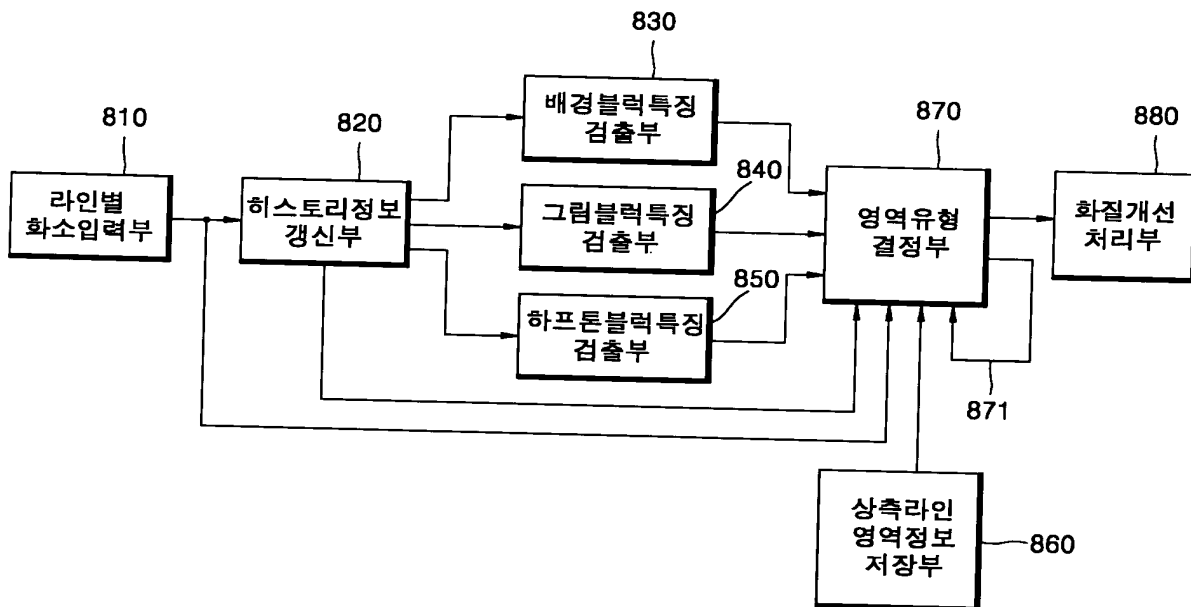 830
배경블럭특징
검출부
810
라인별
화소입력부
820
히스토리정보
갱신부
840
그림블럭특징
검출부
870
영역유형
결정부
880
화질개선
처리부
850
하프톤블럭특징
검출부
871
상측라인
영역정보
저장부
860